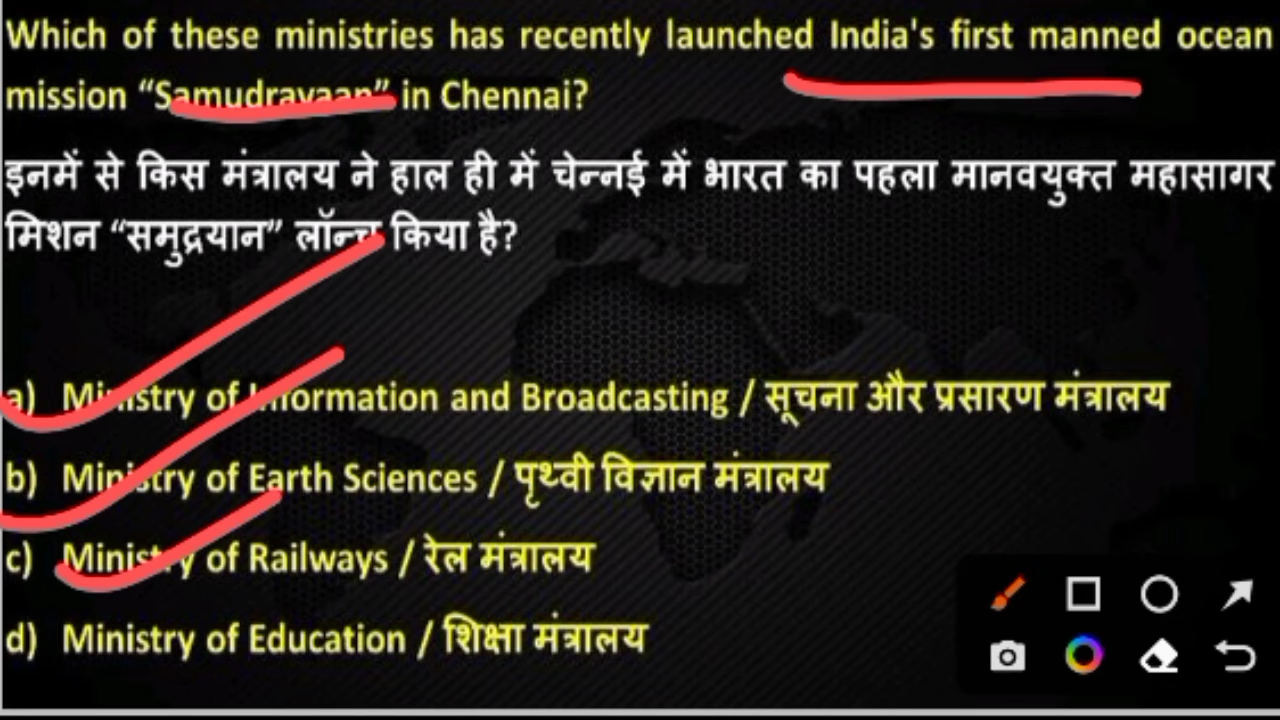 Which of these ministries has recently launched India's first manned ocean
mission “Samudrayaan” in Chennai?
इनमें से किस मंत्रालय ने हाल ही में चेन्नई में भारत का पहला मानवयुक्त महासागर
मिशन “समुद्रयान” लॉन्च किया है?
a) Ministry of Information and Broadcasting / सूचना और प्रसारण मंत्रालय
b) Ministry of Earth Sciences / पृथ्वी विज्ञान मंत्रालय
c) Ministry of Railways / रेल मंत्रालय
d) Ministry of Education / शिक्षा मंत्रालय